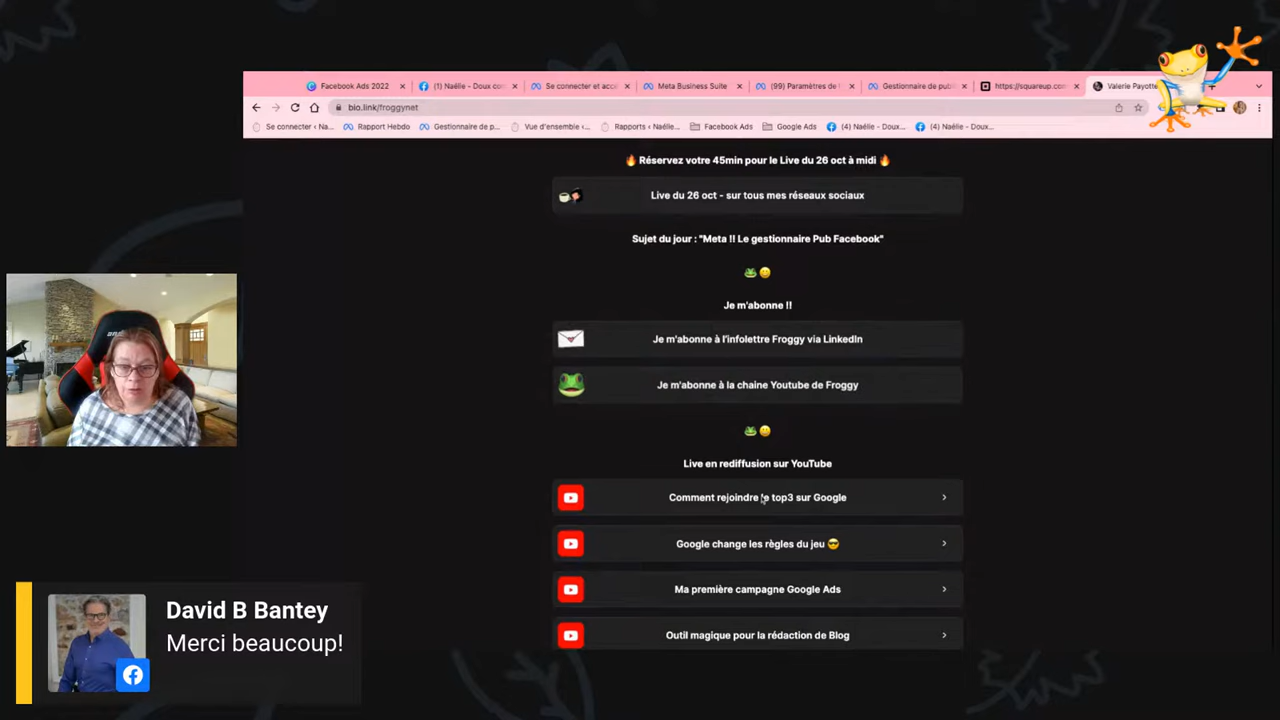 Facebook Ads 2022
(1) Naélie - Doux co
Se connecter et acc
Meta Business Suite
(99) Paramètres de
Gestionnaire de pub
https://squareup.com
Valerie Payotte
bio.link/froggynet
Se connecter ‹ Na...
Rapport Hebdo
Gestionnaire de p...
Vue d'ensemble ‹...
Rapports ‹ Naélie...
Facebook Ads
Google Ads
(4) Naélie - Doux...
(4) Naélie - Doux...
🔥 Réservez votre 45min pour le Live du 26 oct à midi 🔥
Live du 26 oct - sur tous mes réseaux sociaux
Sujet du jour : "Meta !! Le gestionnaire Pub Facebook"
🐸 😀
Je m'abonne !!
Je m'abonne à l'infolettre Froggy via LinkedIn
Je m'abonne à la chaine Youtube de Froggy
🐸 😀
Live en rediffusion sur YouTube
Comment rejoindre le top3 sur Google
Google change les règles du jeu 😎
Ma première campagne Google Ads
Outil magique pour la rédaction de Blog
David B Bantey
Merci beaucoup!